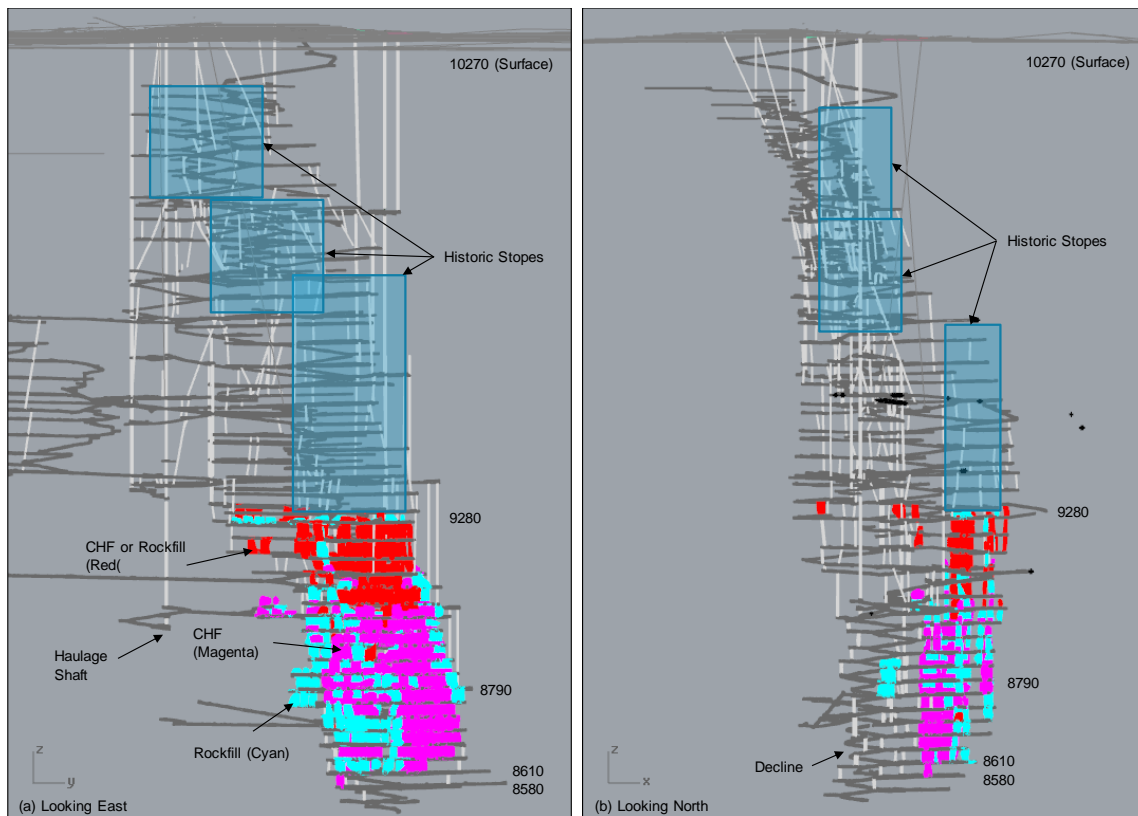 10270 (Surface)
Historic Stopes
9280
CHF or Rockfill
(Red(
CHF
(Magenta)
Haulage
Shaft
8790
Rockfill (Cyan)
z
y
8610
8580
(a) Looking East
10270 (Surface)
Historic Stopes
9280
8790
Decline
z
x
8610
8580
(b) Looking North